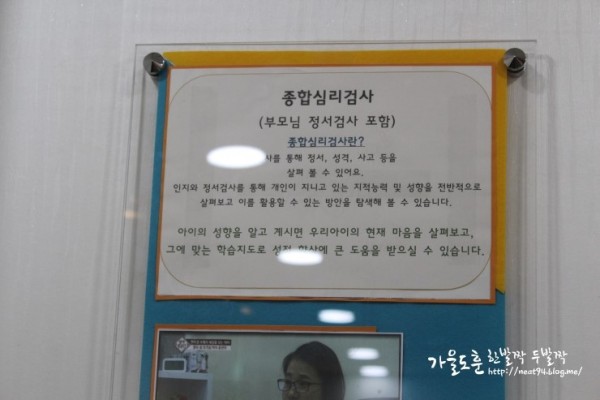 종합심리검사
(부모님 정서검사 포함)
종합심리검사란?
사를 통해 정서, 성격, 사고 등을
살펴 볼 수 있어요.
인지와 정서검사를 통해 개인이 지니고 있는 지적능력 및 성향을 전반적으로
살펴보고 이를 활용할 수 있는 방안을 탐색해 볼 수 있습니다.
아이의 성향을 알고 계시면 우리아이의 현재 마음을 살펴보고,
그에 맞는 학습지도로 성적 향상에 큰 도움을 받으실 수 있습니다.
가을도훈 한발짝 두발짝
http://neat94.blog.me/